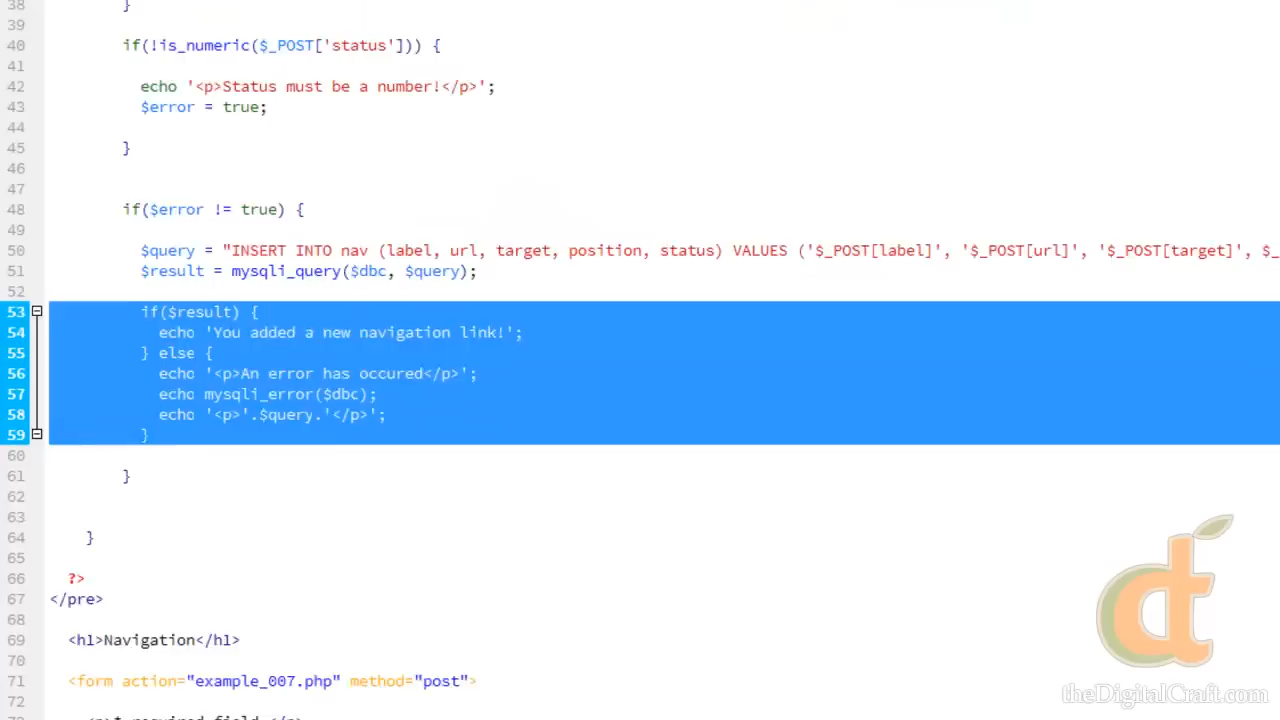 38 }
39
40 if(!is_numeric($_POST['status'])) {
41
42 echo '<p>Status must be a number!</p>';
43 $error = true;
44
45 }
46
47
48 if($error != true) {
49
50 $query = "INSERT INTO nav (label, url, target, position, status) VALUES ('$_POST[label]', '$_POST[url]', '$_POST[target]', $_
51 $result = mysqli_query($dbc, $query);
52
53 if($result) {
54 echo 'You added a new navigation link!';
55 } else {
56 echo '<p>An error has occured</p>';
57 echo mysqli_error($dbc);
58 echo '<p>'.$query.'</p>';
59 }
60
61 }
62
63
64 }
65
66 ?>
67 </pre>
68
69 <h1>Navigation</h1>
70
71 <form action="example_007.php" method="post">
72
<p>* required field </p>
dt
theDigitalCraft.com